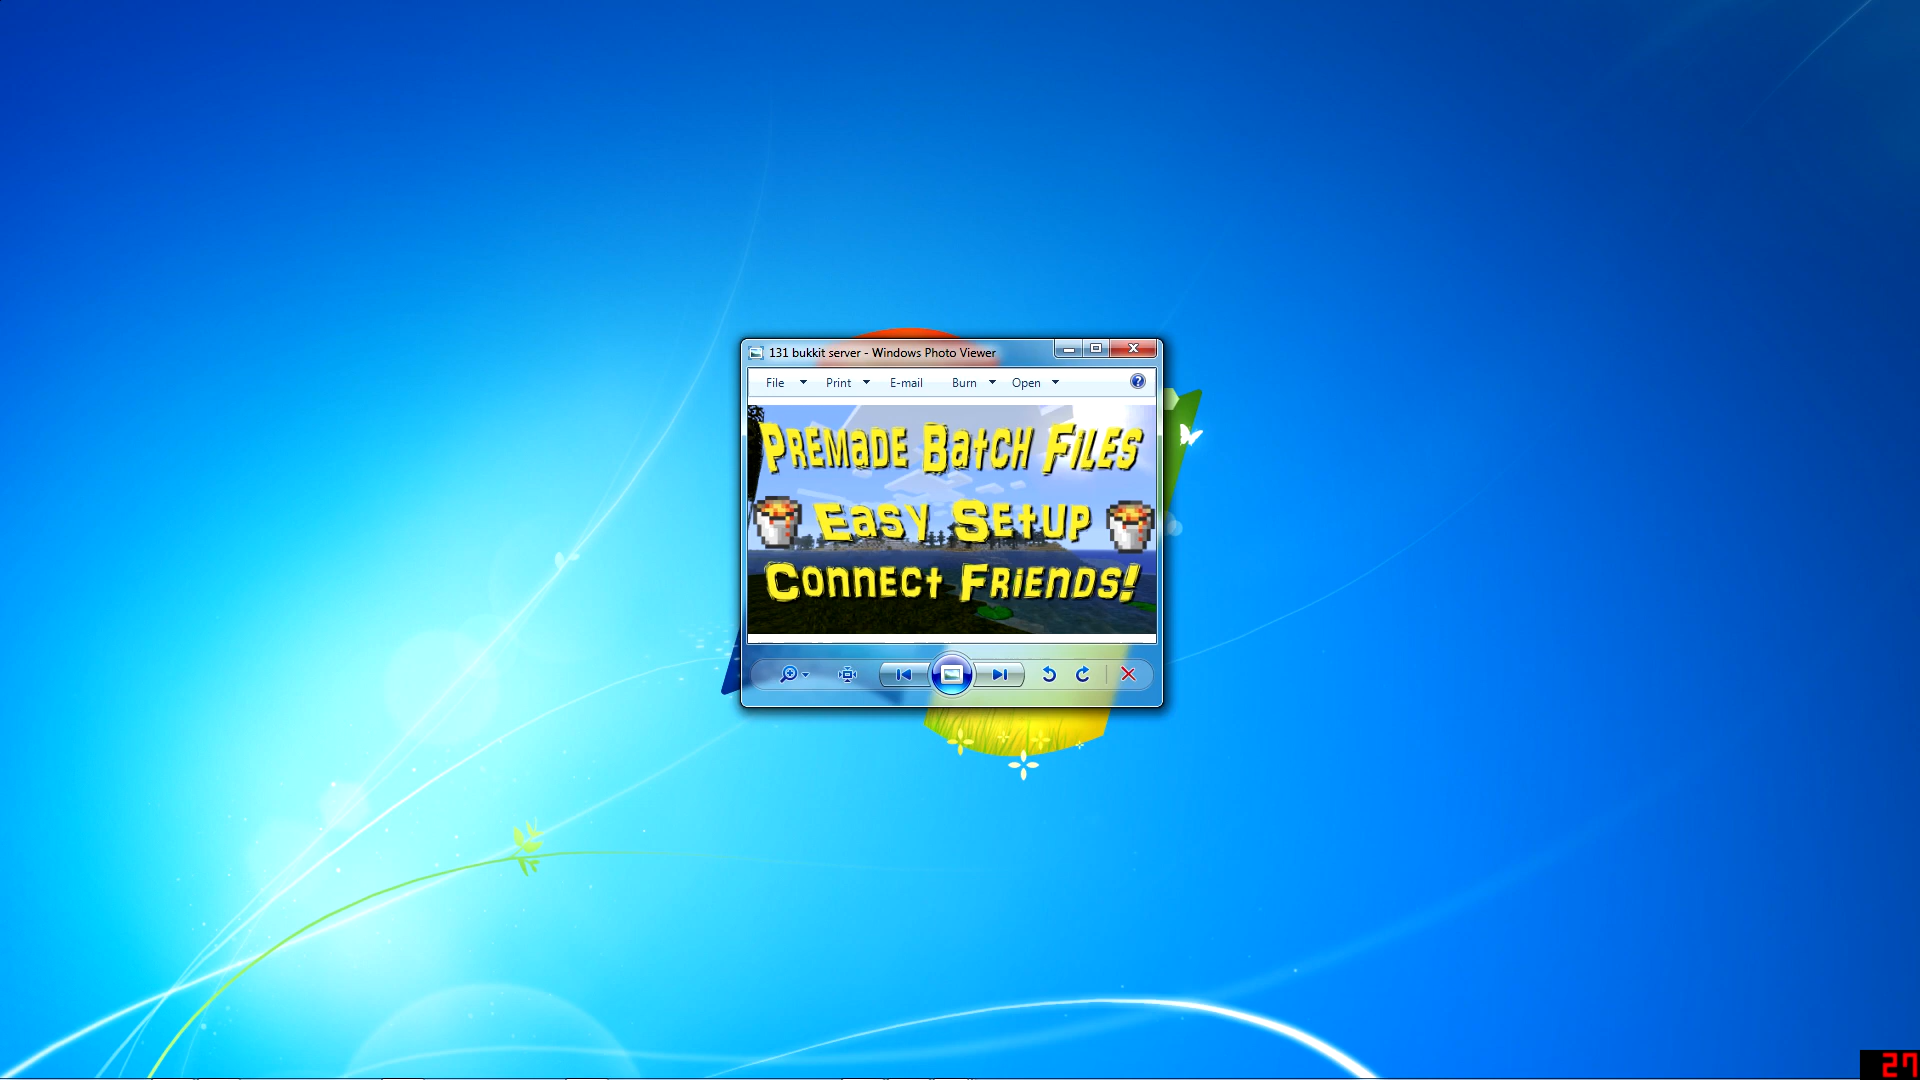 131 bukkit server - Windows Photo Viewer
File Print E-mail Burn Open
Premade Batch Files
Easy Setup
Connect Friends!
27